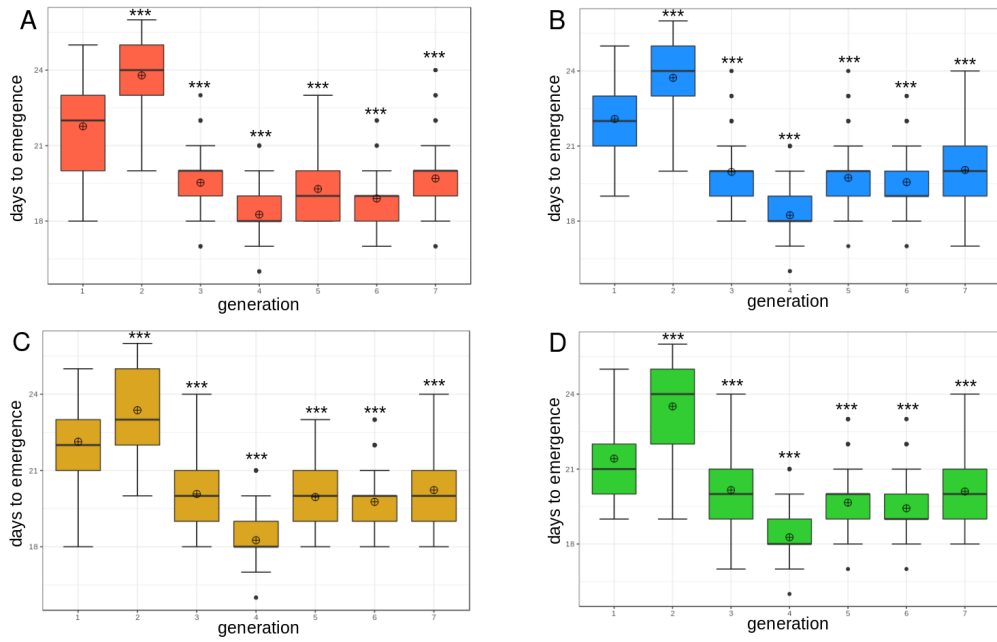 A
***
***
***
***
***
***
24
21
18
days to emergence
1 2 3 4 5 6 7
generation
B
***
***
***
***
***
***
24
21
18
days to emergence
1 2 3 4 5 6 7
generation
C
***
***
***
***
***
***
24
21
18
days to emergence
1 2 3 4 5 6 7
generation
D
***
***
***
***
***
***
24
21
18
days to emergence
1 2 3 4 5 6 7
generation